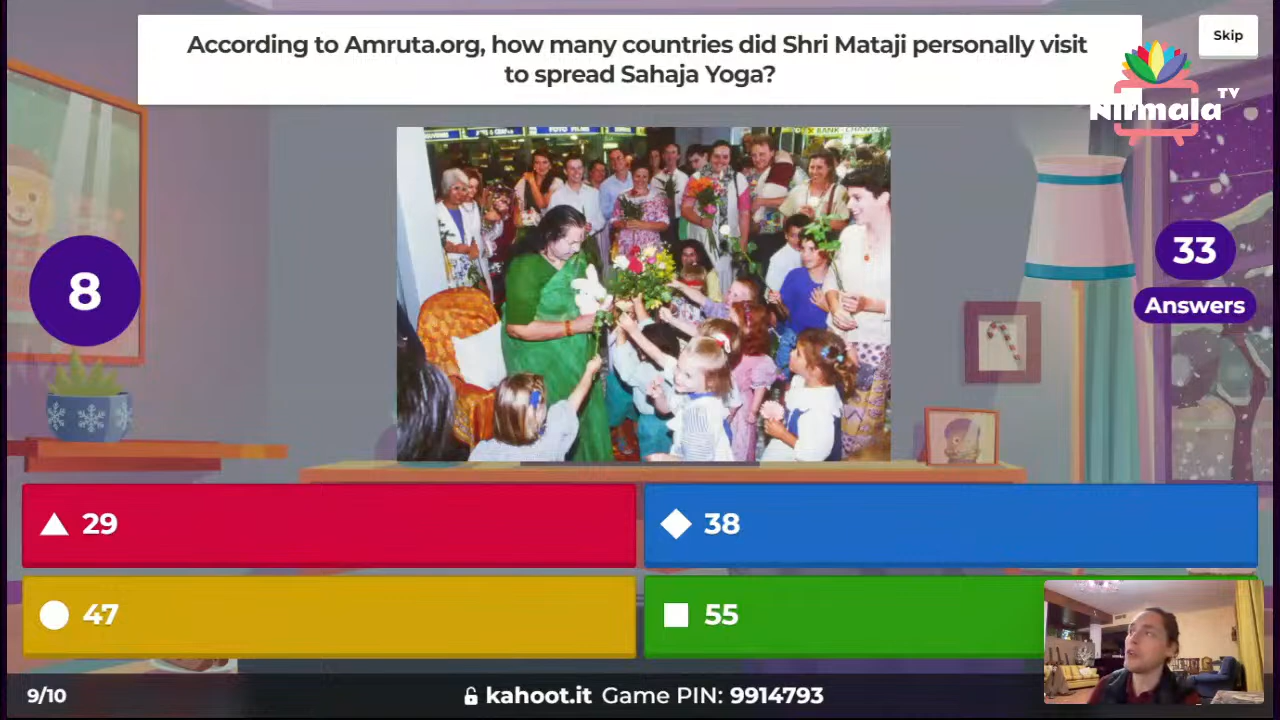 According to Amruta.org, how many countries did Shri Mataji personally visit
to spread Sahaja Yoga?
Skip
Nirmala TV
8
33
Answers
29
38
47
55
9/10
kahoot.it Game PIN: 9914793